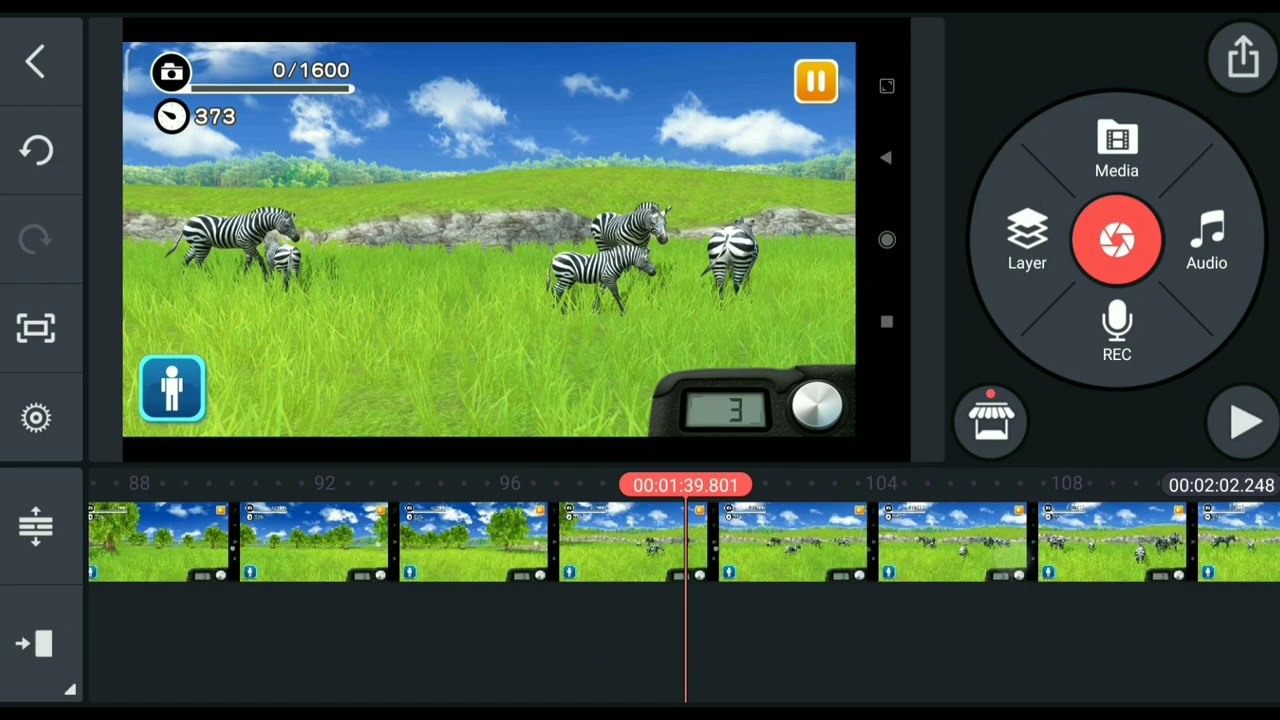 0/1600
373
3
Media
Layer
Audio
REC
88
92
96
00:01:39.801
104
108
00:02:02.248